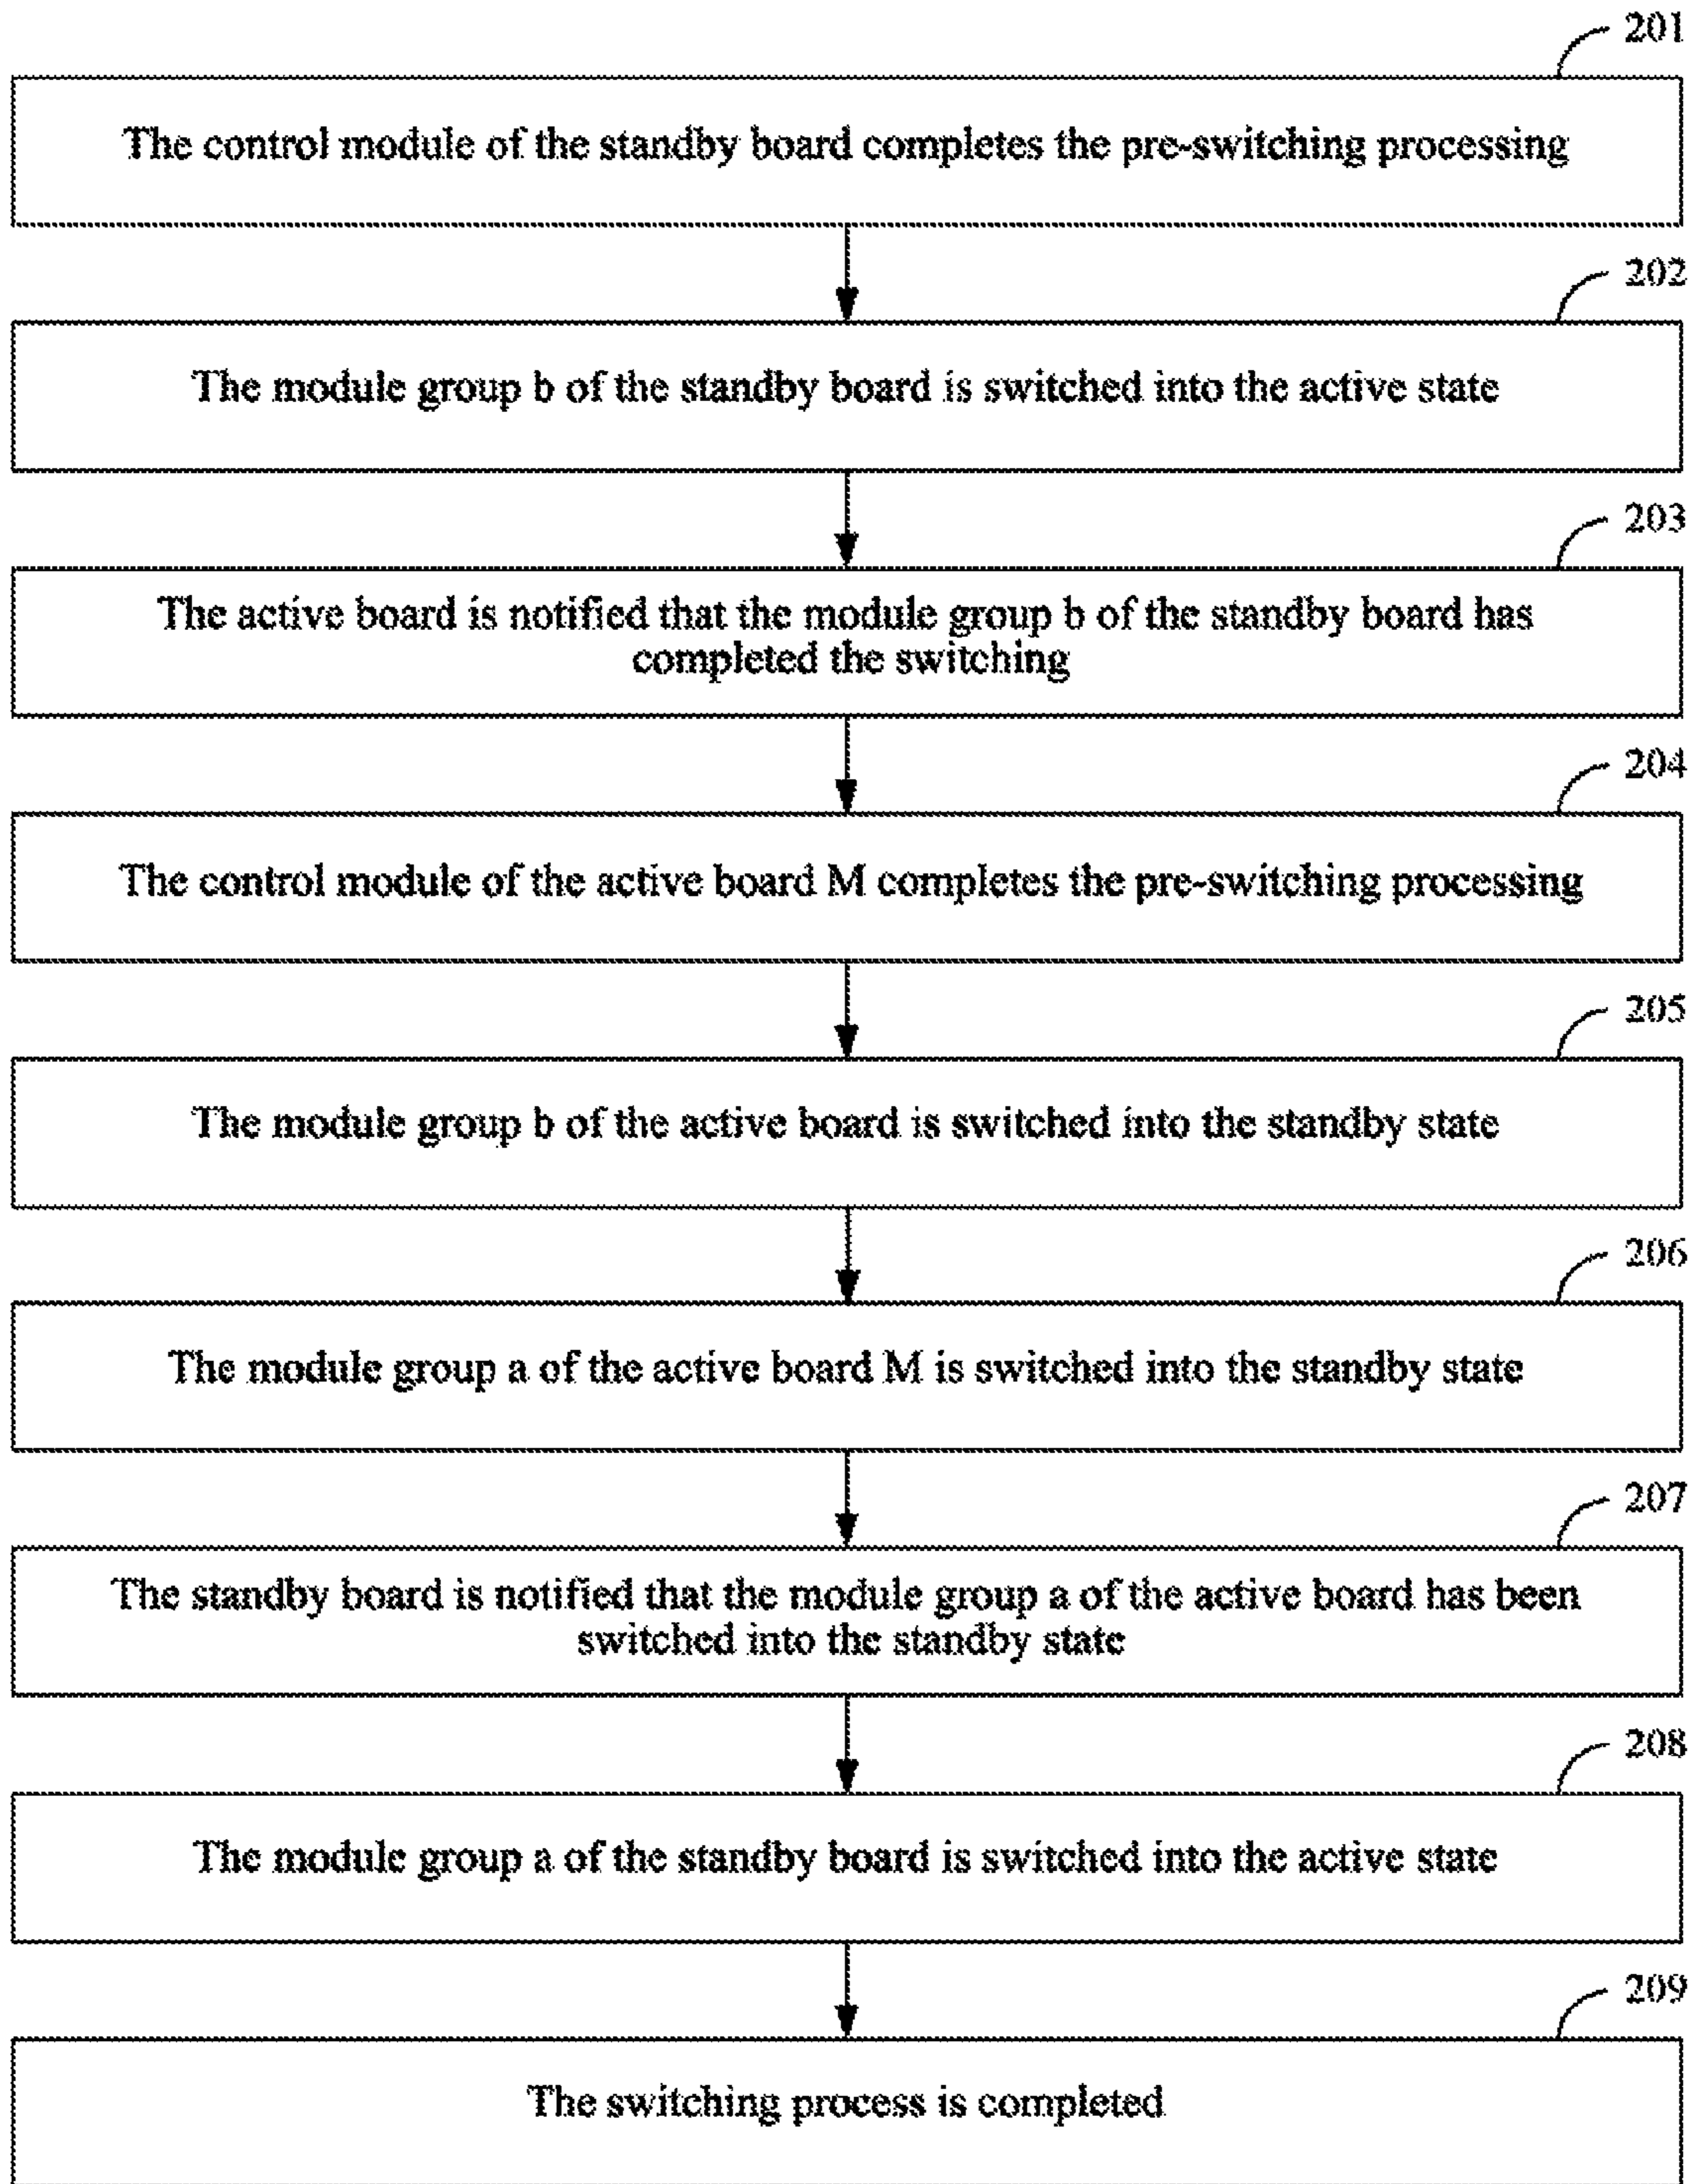 201
The control module of the standby board completes the pre-switching processing
202
The module group b of the standby board is switched into the active state
203
The active board is notified that the module group b of the standby board has
completed the switching
204
The control module of the active board M completes the pre-switching processing
205
The module group b of the active board is switched into the standby state
206
The module group a of the active board M is switched into the standby state
207
The standby board is notified that the module group a of the active board has been
switched into the standby state
208
The module group a of the standby board is switched into the active state
209
The switching process is completed